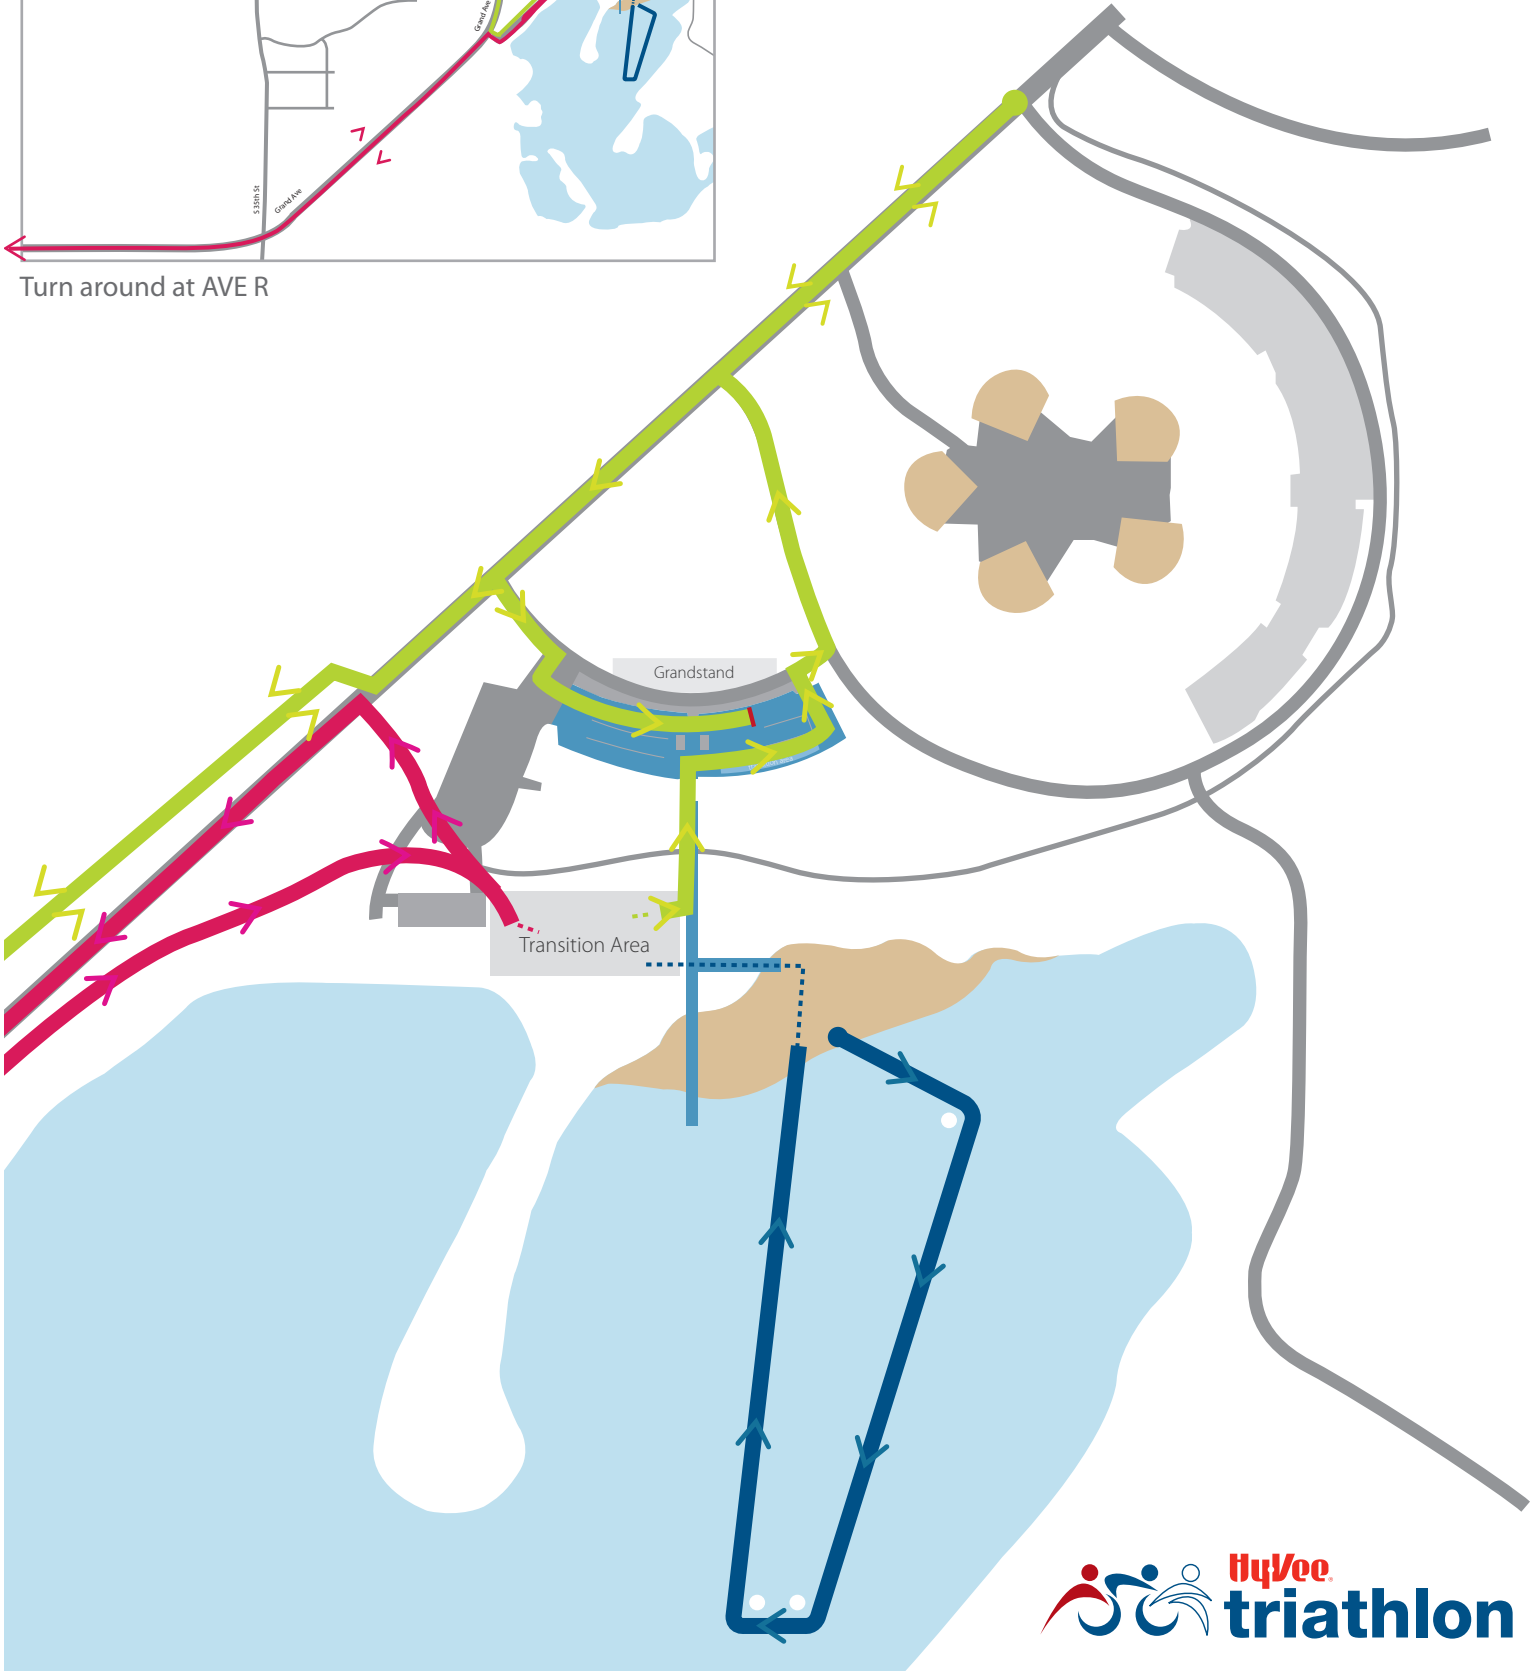 Grand Ave
S 35th St
Grand Ave
Turn around at AVE R
Grandstand
Transition Area
HyVee
triathlon